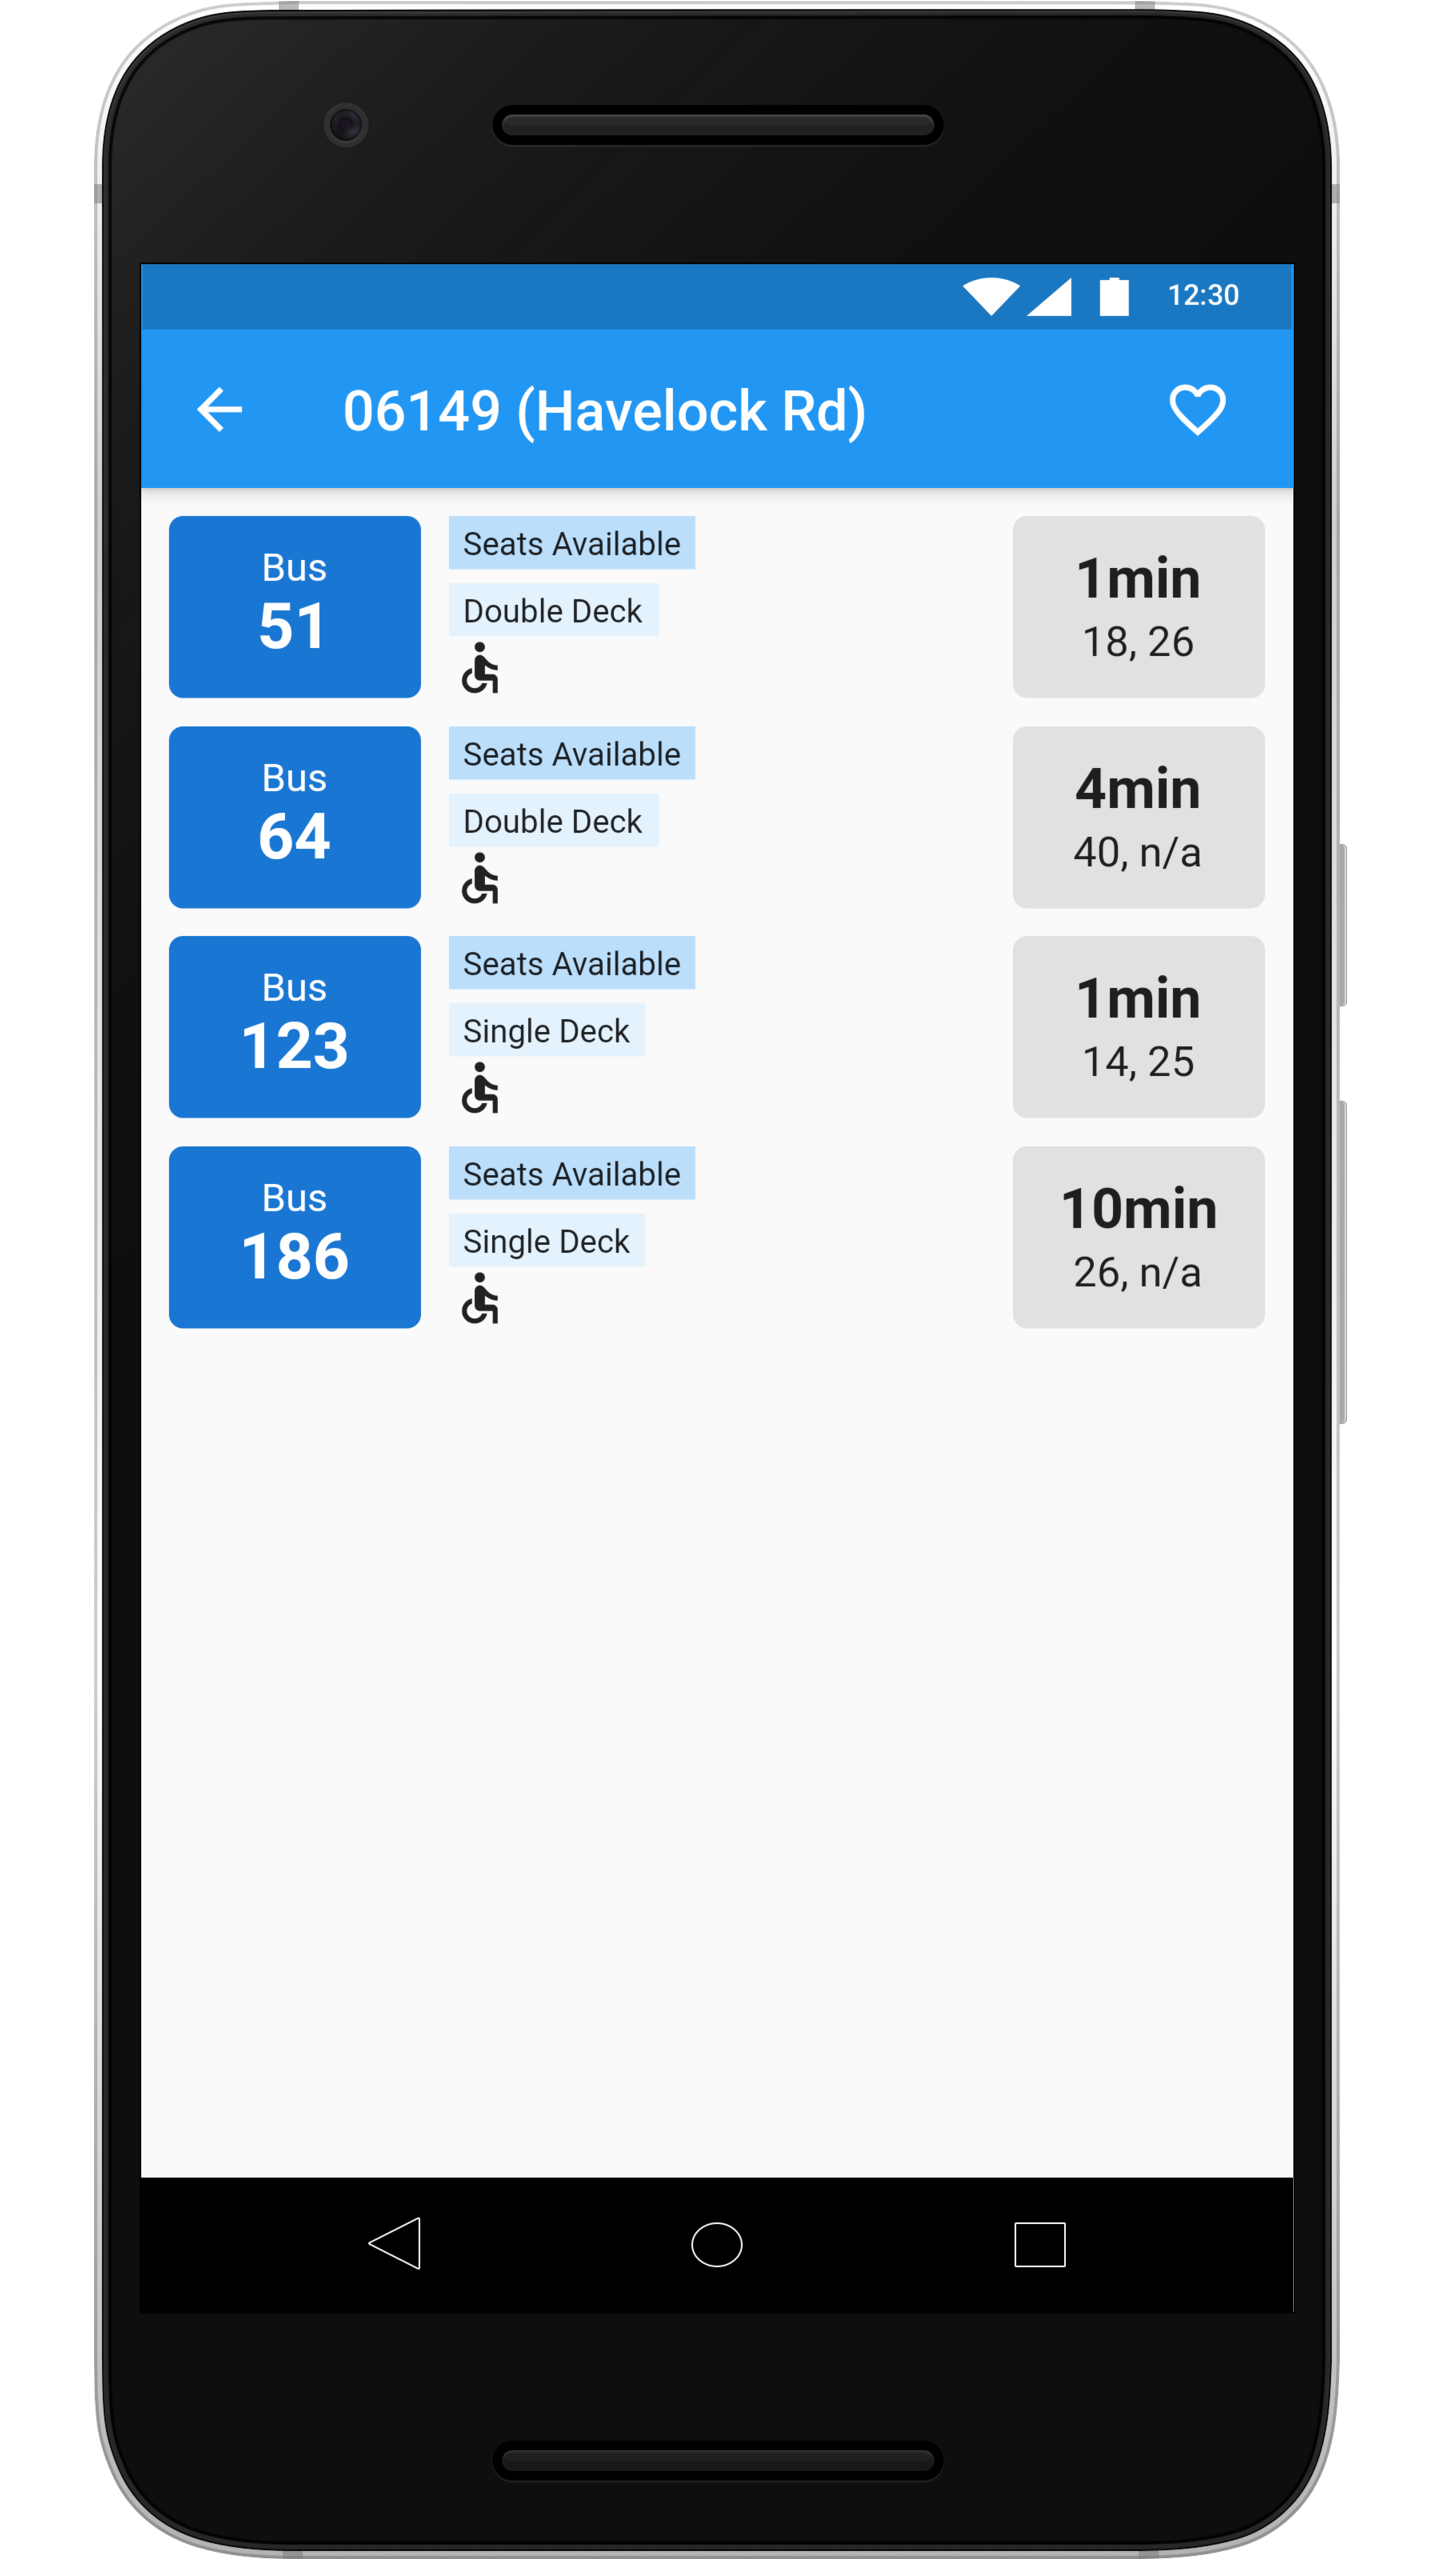 12:30
06149 (Havelock Rd)
Bus
51
Seats Available
Double Deck
1min
18, 26
Bus
64
Seats Available
Double Deck
4min
40, n/a
Bus
123
Seats Available
Single Deck
1min
14, 25
Bus
186
Seats Available
Single Deck
10min
26, n/a